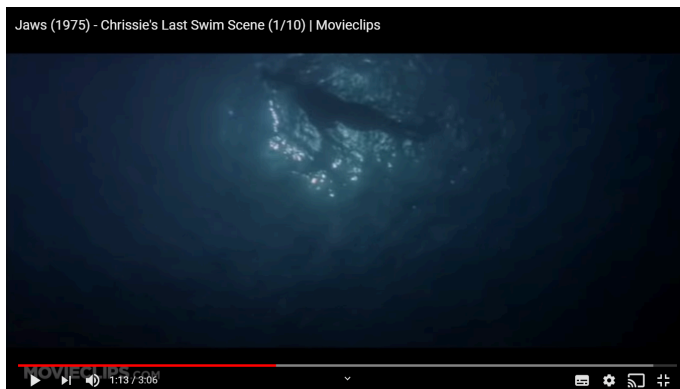 Jaws (1975) - Chrissie's Last Swim Scene (1/10) | Movieclips
MOVIECLIPS.COM
1:13 / 3:06